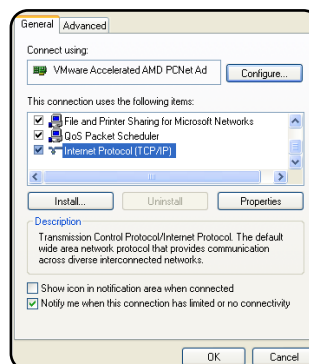 General
Advanced
Connect using:
VMware Accelerated AMD PCNet Ad
Configure...
This connection uses the following items:
File and Printer Sharing for Microsoft Networks
QoS Packet Scheduler
Internet Protocol (TCP/IP)
Install...
Uninstall
Properties
Description
Transmission Control Protocol/Internet Protocol. The default
wide area network protocol that provides communication
across diverse interconnected networks.
Show icon in notification area when connected
Notify me when this connection has limited or no connectivity
OK
Cancel